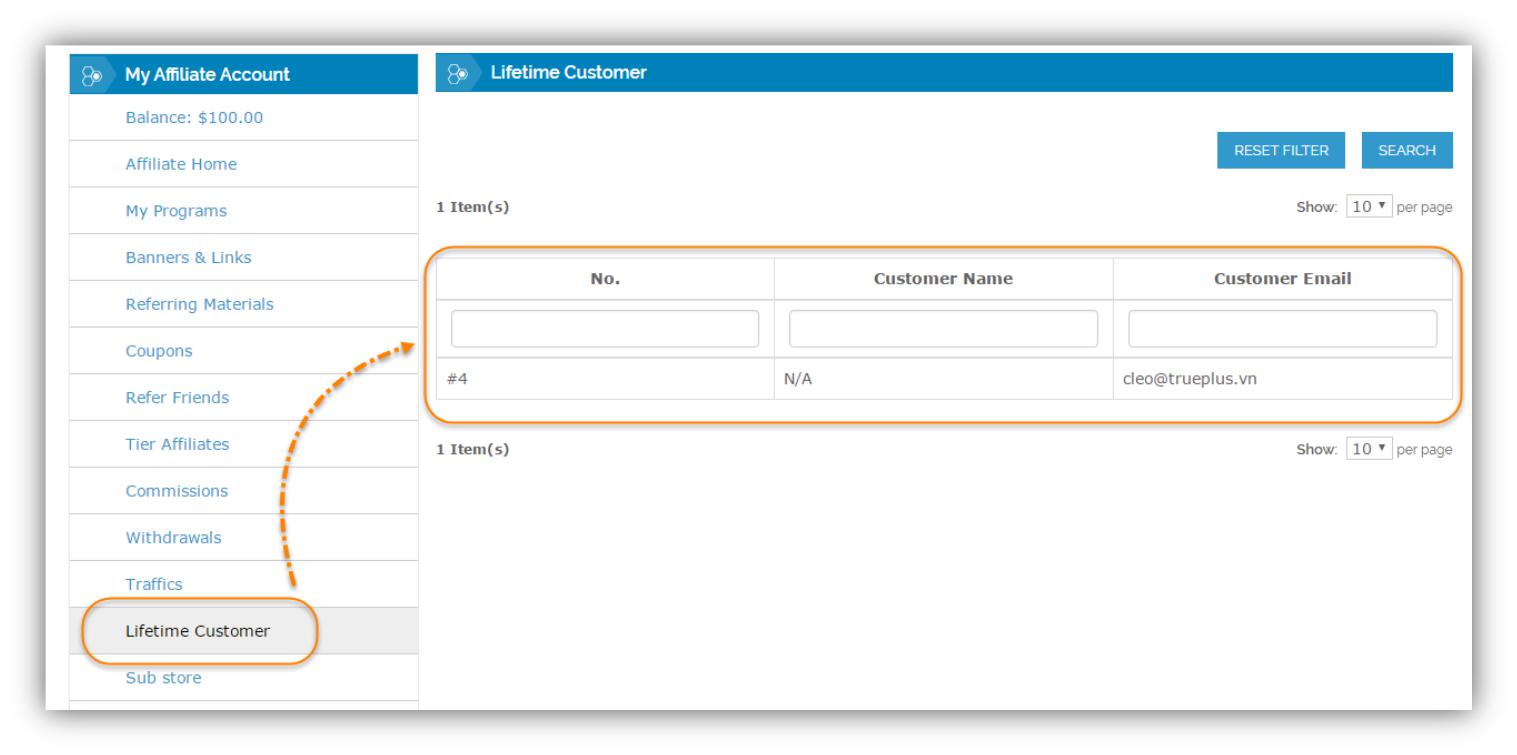 My Affiliate Account
Balance: $100.00
Affiliate Home
My Programs
Banners & Links
Referring Materials
Coupons
Refer Friends
Tier Affiliates
Commissions
Withdrawals
Traffics
Lifetime Customer
Sub store
Lifetime Customer
RESET FILTER SEARCH
1 Item(s) Show: 10 per page
No. Customer Name Customer Email
#4 N/A cleo@trueplus.vn
1 Item(s) Show: 10 per page